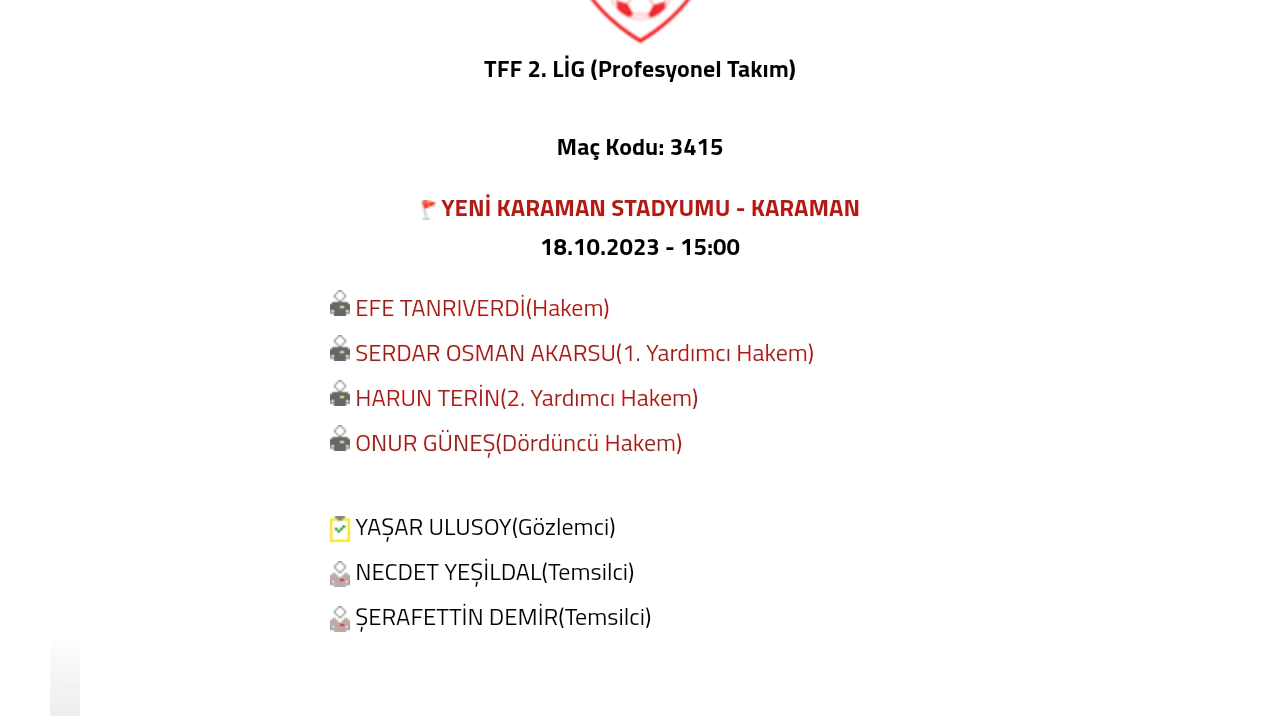 TFF 2. LİG (Profesyonel Takım)
Maç Kodu: 3415
YENİ KARAMAN STADYUMU - KARAMAN
18.10.2023 - 15:00
EFE TANRIVERDİ(Hakem)
SERDAR OSMAN AKARSU(1. Yardımcı Hakem)
HARUN TERİN(2. Yardımcı Hakem)
ONUR GÜNEŞ(Dördüncü Hakem)
YAŞAR ULUSOY(Gözlemci)
NECDET YEŞİLDAL(Temsilci)
ŞERAFETTİN DEMİR(Temsilci)